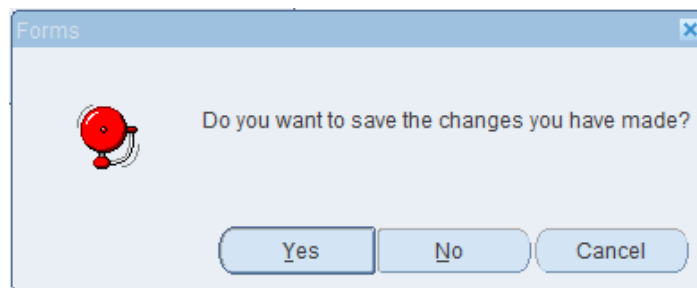 Forms
Do you want to save the changes you have made?
Yes
No
Cancel